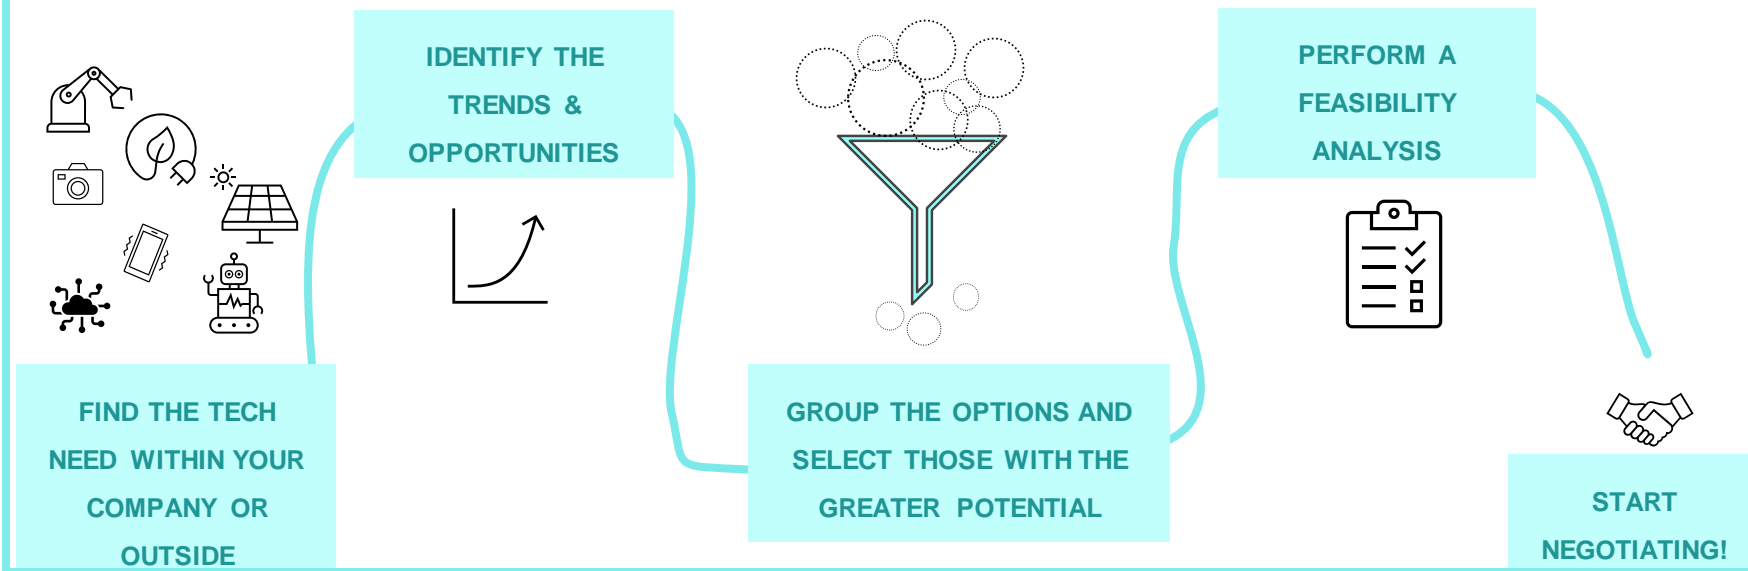 FIND THE TECH
NEED WITHIN YOUR
COMPANY OR
OUTSIDE
IDENTIFY THE
TRENDS &
OPPORTUNITIES
GROUP THE OPTIONS AND
SELECT THOSE WITH THE
GREATER POTENTIAL
PERFORM A
FEASIBILITY
ANALYSIS
START
NEGOTIATING!